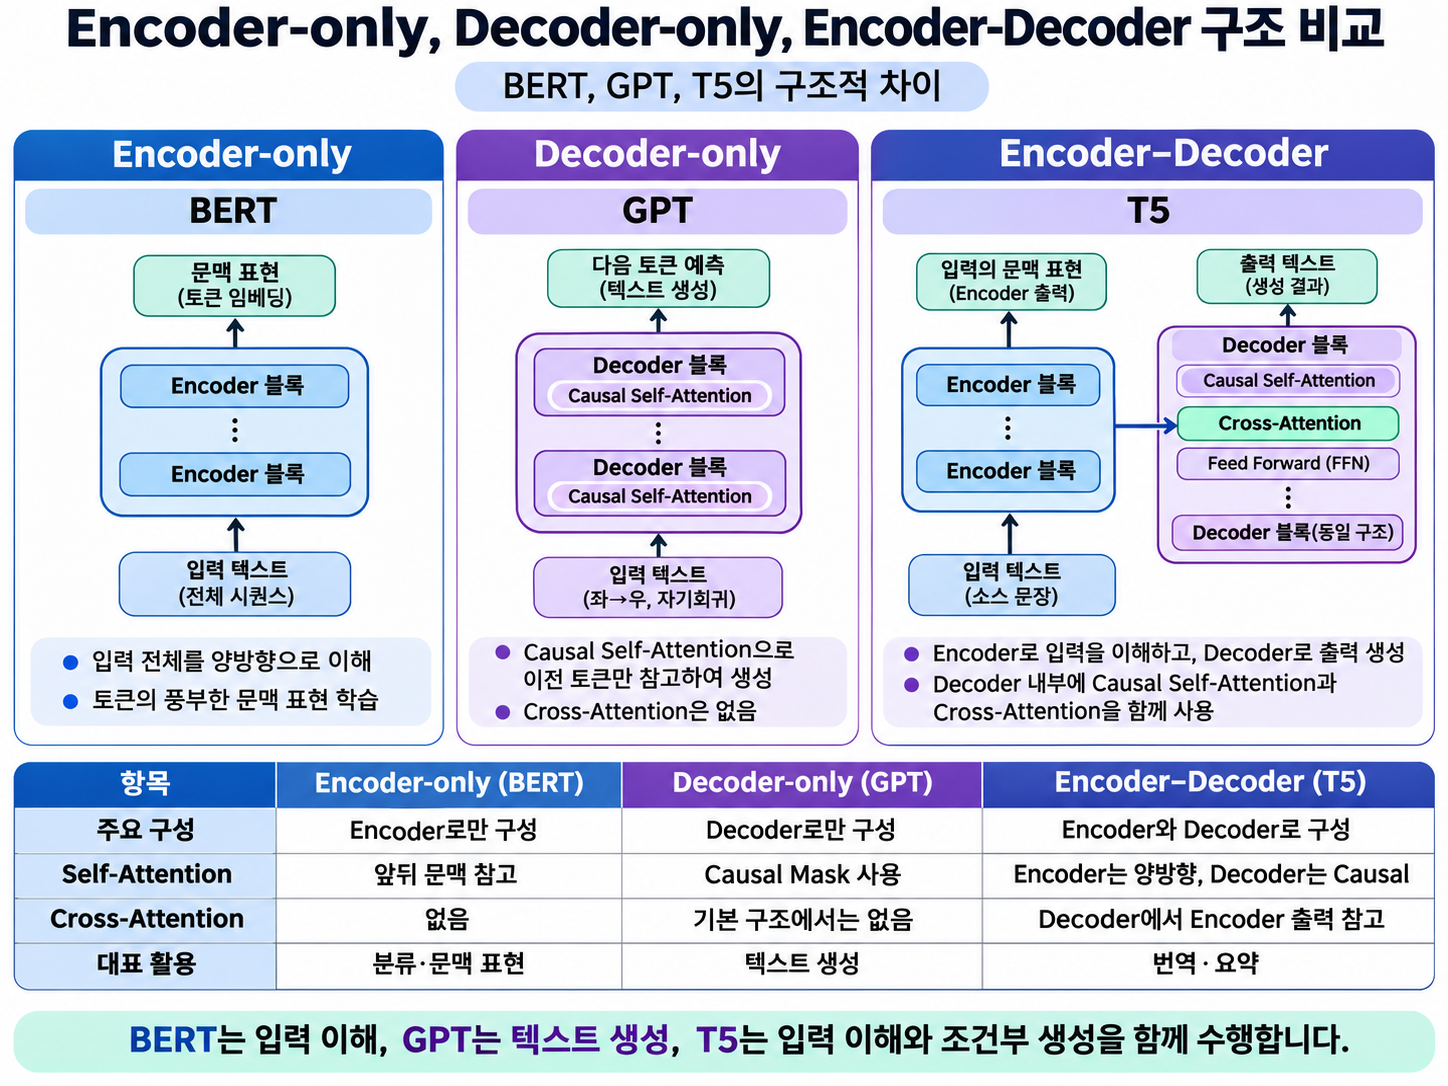 Encoder-only, Decoder-only, Encoder-Decoder 구조 비교
BERT, GPT, T5의 구조적 차이
Encoder-only
BERT
문맥 표현
(토큰 임베딩)
Encoder 블록
⋮
Encoder 블록
입력 택스트
(전체 시퀀스)
● 입력 전체를 양방향으로 이해
● 토큰의 풍부한 문맥 표현 학습
Decoder-only
GPT
다음 토큰 예측
(텍스트 생성)
Decoder 블록
Causal Self-Attention
⋮
Decoder 블록
Causal Self-Attention
입력 텍스트
(좌→우, 자기회귀)
● Causal Self-Attention으로
이전 토큰만 참고하여 생성
● Cross-Attention은 없음
Encoder–Decoder
T5
입력의 문맥 표현
(Encoder 출력)
Encoder 블록
⋮
Encoder 블록
입력 텍스트
(소스 문장)
출력 텍스트
(생성 결과)
Decoder 블록
Causal Self-Attention
Cross-Attention
Feed Forward (FFN)
⋮
Decoder 블록(동일 구조)
● Encoder로 입력을 이해하고, Decoder로 출력 생성
● Decoder 내부에 Causal Self-Attention과
Cross-Attention을 함께 사용
항목 Encoder-only (BERT) Decoder-only (GPT) Encoder–Decoder (T5)
주요 구성 Encoder로만 구성 Decoder로만 구성 Encoder와 Decoder로 구성
Self-Attention 앞뒤 문맥 참고 Causal Mask 사용 Encoder는 양방향, Decoder는 Causal
Cross-Attention 없음 기본 구조에서는 없음 Decoder에서 Encoder 출력 참고
대표 활용 분류·문맥 표현 텍스트 생성 번역 · 요약
BERT는 입력 이해, GPT는 텍스트 생성, T5는 입력 이해와 조건부 생성을 함께 수행합니다.